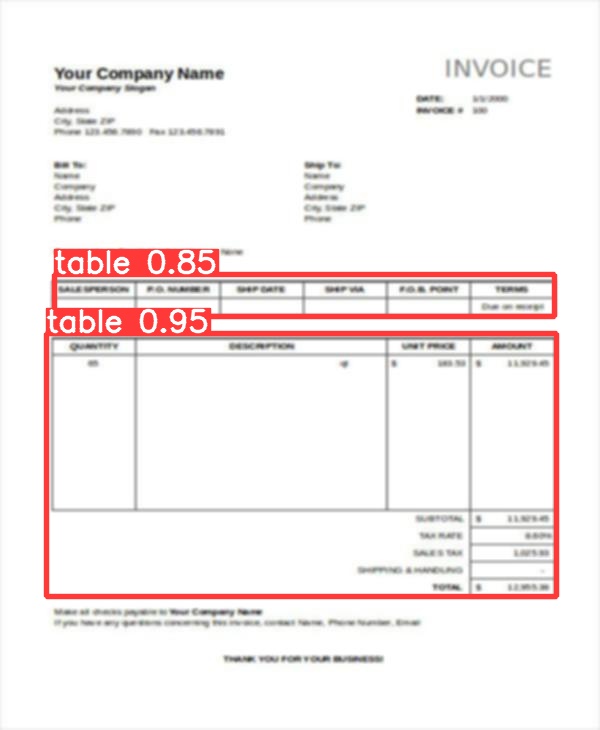 INVOICE
Your Company Name
Your Company Slogan
DATE: 1/1/2000
INVOICE # 100
Address
City, State ZIP
Phone 123.456.7890 Fax 123.456.7891
Bill To: Ship To:
Name Name
Company Company
Address Address
City, State ZIP City, State ZIP
Phone Phone
None
table 0.85
SALESPERSON P.O. NUMBER SHIP DATE SHIP VIA F.O.B. POINT TERMS
Due on receipt
table 0.95
QUANTITY DESCRIPTION UNIT PRICE AMOUNT
65 $ 183.53 $ 11,929.45
SUBTOTAL $ 11,929.45
TAX RATE 8.60%
SALES TAX 1,025.93
SHIPPING & HANDLING -
TOTAL $ 12,955.38
Make all checks payable to Your Company Name
If you have any questions concerning this invoice, contact Name, Phone Number, Email
THANK YOU FOR YOUR BUSINESS!